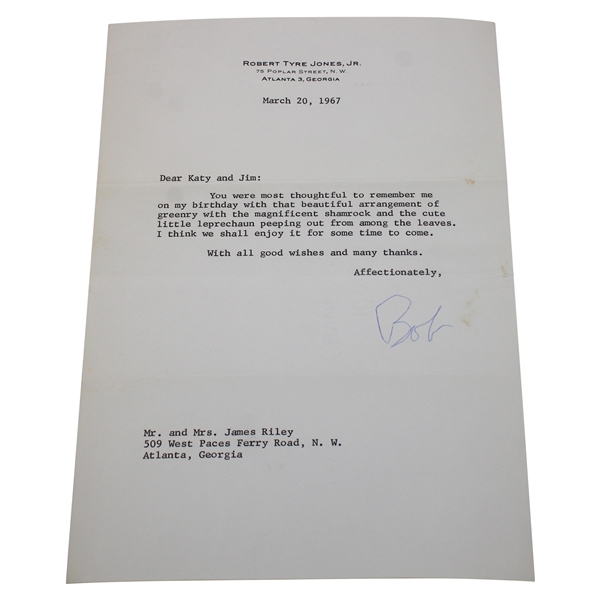 ROBERT TYRE JONES, JR.
75 POPLAR STREET, N. W.
ATLANTA 3, GEORGIA
March 20, 1967
Dear Katy and Jim:
You were most thoughtful to remember me
on my birthday with that beautiful arrangement of
greenry with the magnificent shamrock and the cute
little leprechaun peeping out from among the leaves.
I think we shall enjoy it for some time to come.
With all good wishes and many thanks.
Affectionately,
Bob
Mr. and Mrs. James Riley
509 West Paces Ferry Road, N. W.
Atlanta, Georgia